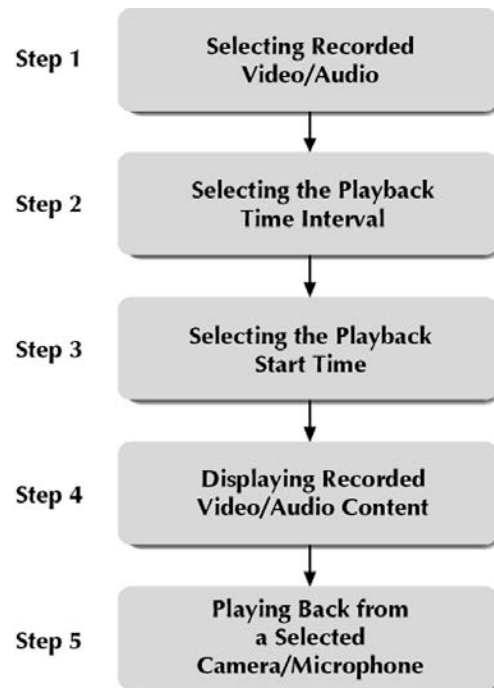 Step 1
Selecting Recorded
Video/Audio
Step 2
Selecting the Playback
Time Interval
Step 3
Selecting the Playback
Start Time
Step 4
Displaying Recorded
Video/Audio Content
Step 5
Playing Back from
a Selected
Camera/Microphone